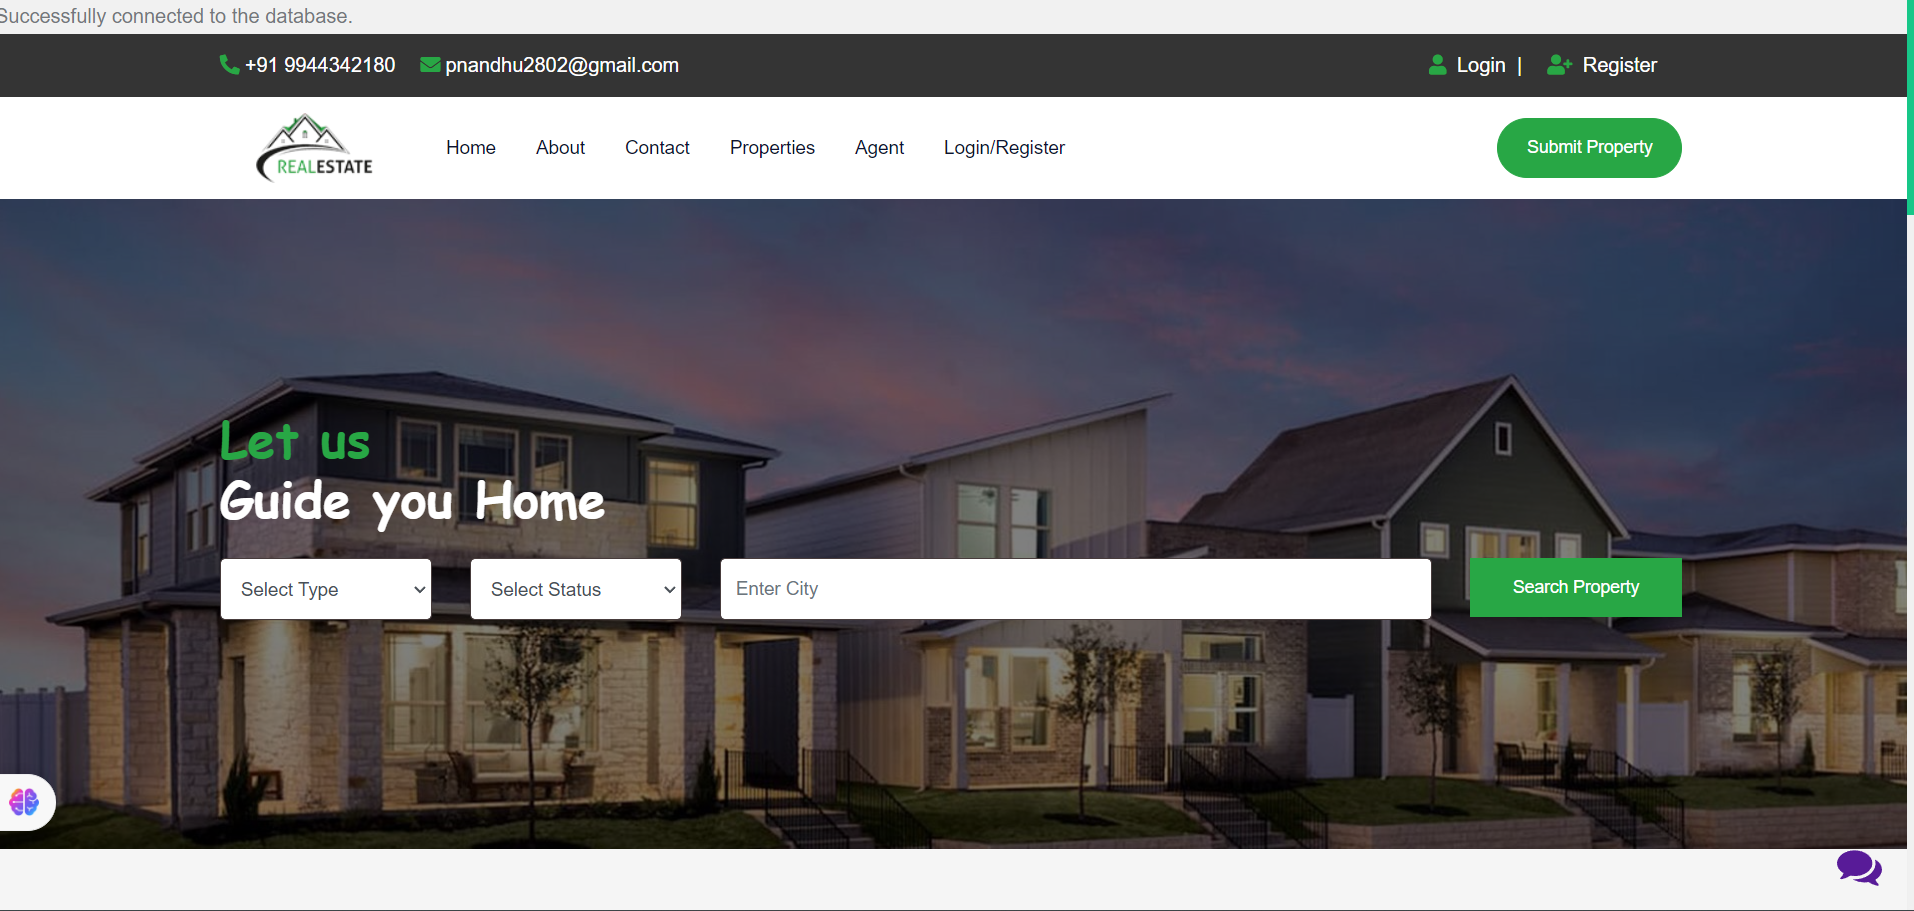 Successfully connected to the database.
+91 9944342180 pnandhu2802@gmail.com Login | Register
REALESTATE Home About Contact Properties Agent Login/Register Submit Property
Let us
Guide you Home
Select Type Select Status Enter City Search Property